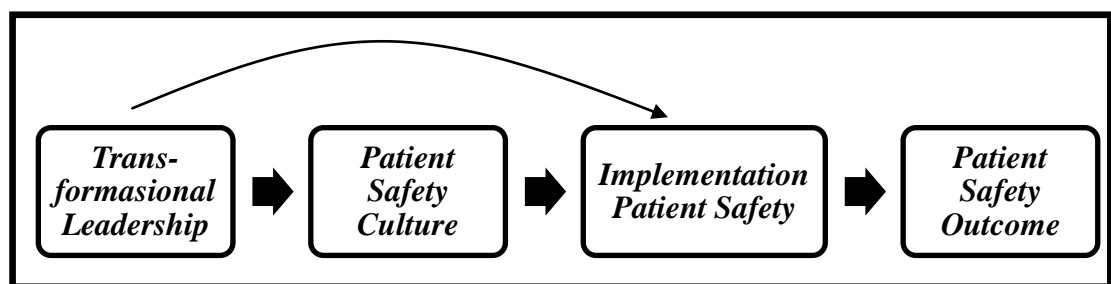 Trans-
formasional
Leadership
Patient
Safety
Culture
Implementation
Patient Safety
Patient
Safety
Outcome